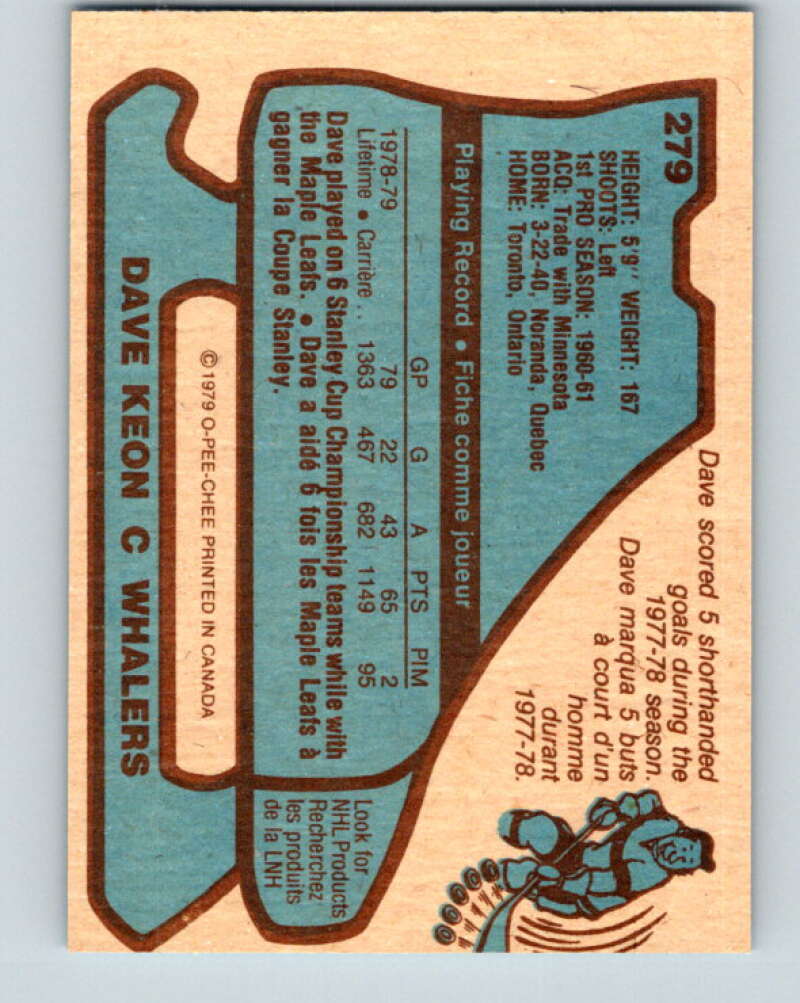 279
HEIGHT: 5'9'' WEIGHT: 167
SHOOTS: Left
1st PRO SEASON: 1960-61
ACQ: Trade with Minnesota
BORN: 3-22-40, Noranda, Quebec
HOME: Toronto, Ontario
Dave scored 5 shorthanded
goals during the
1977-78 season.
Dave marqua 5 buts
à court d'un
homme
durant
1977-78.
Playing Record • Fiche comme joueur
GP G A PTS PIM
1978-79 79 22 43 65 2
Lifetime • Carrière .. 1363 467 682 1149 95
Dave played on 6 Stanley Cup Championship teams while with
the Maple Leafs. • Dave a aidé 6 fois les Maple Leafs à
gagner la Coupe Stanley.
Look for
NHL Products
Recherchez
les produits
de la LNH
© 1979 O-PEE-CHEE PRINTED IN CANADA
DAVE KEON C WHALERS